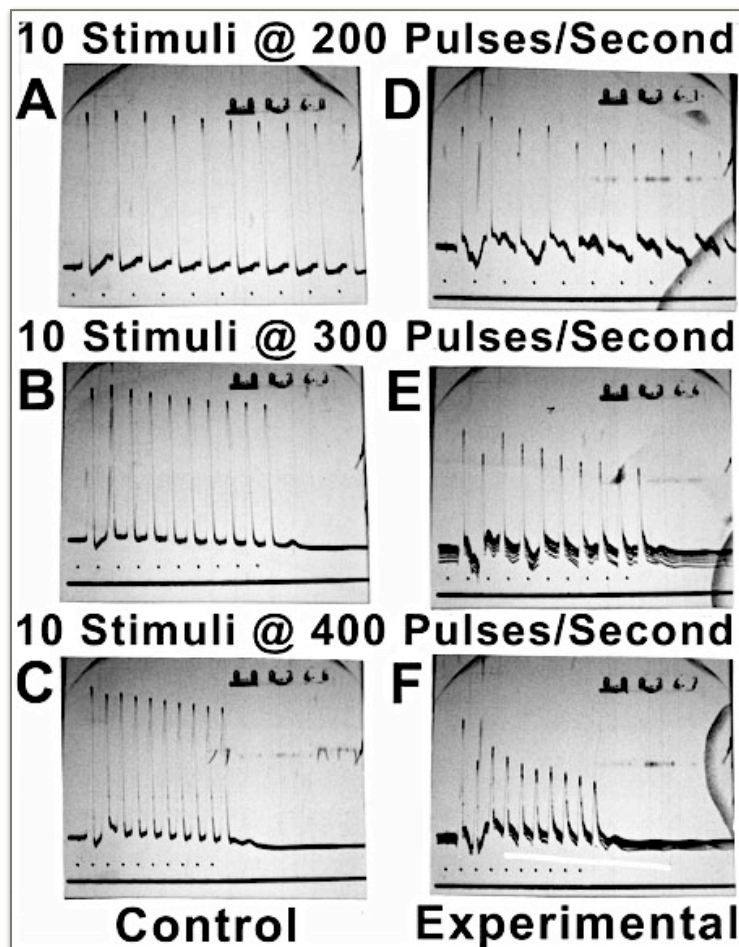 10 Stimuli @ 200 Pulses/Second
A
D
10 Stimuli @ 300 Pulses/Second
B
E
10 Stimuli @ 400 Pulses/Second
C
F
Control
Experimental